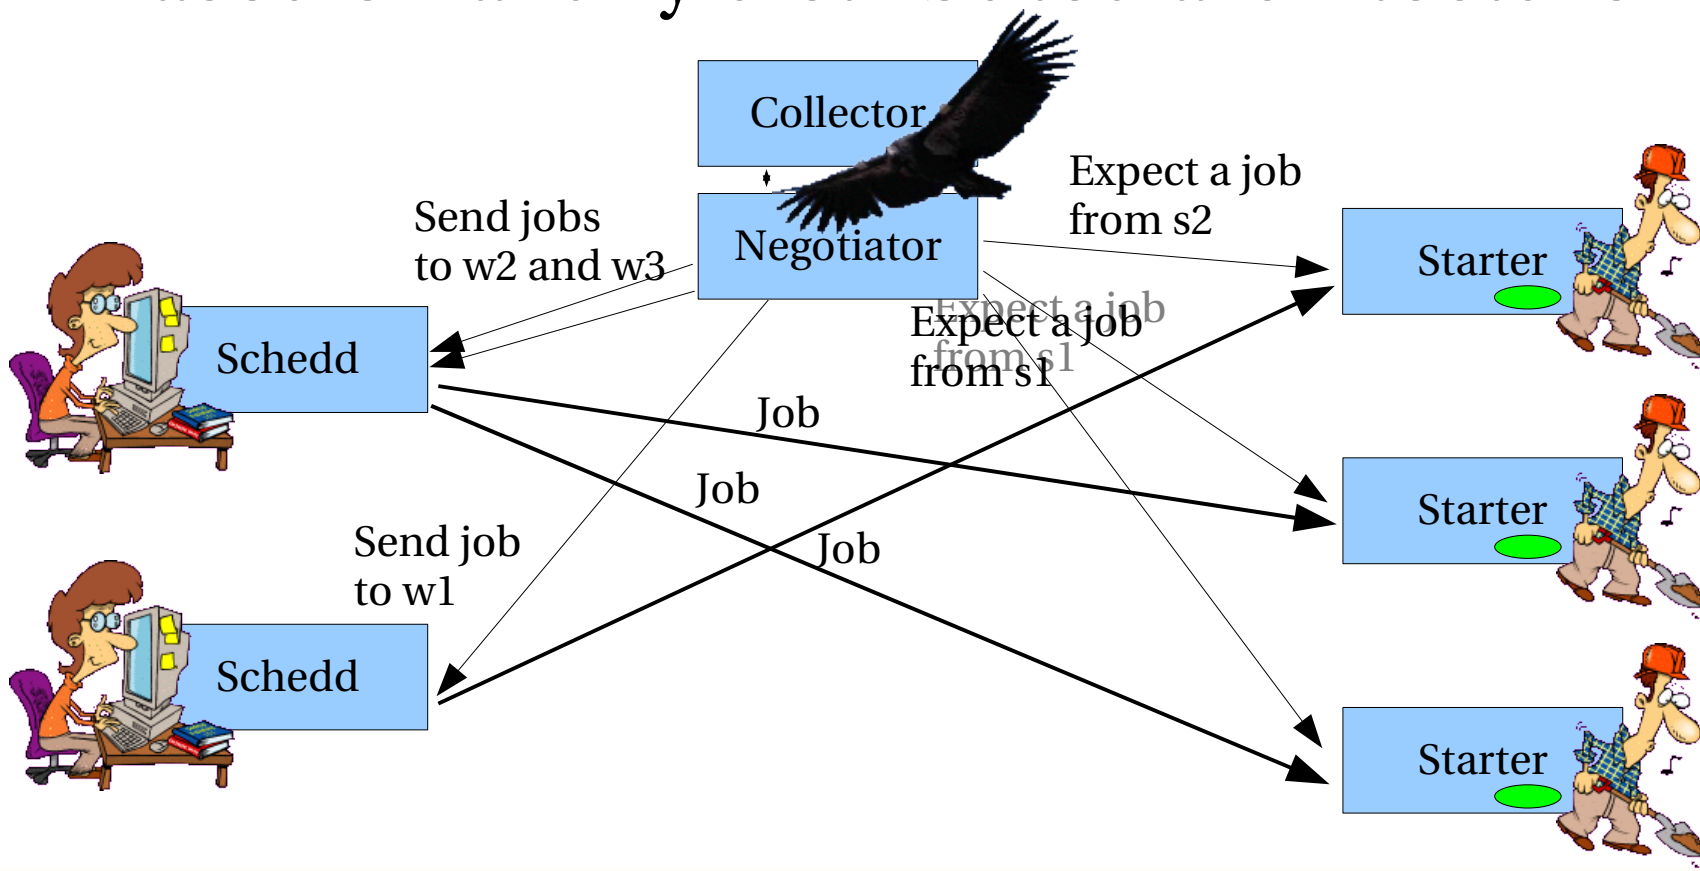 Collector
Expect a job
from s2
Send jobs
to w2 and w3
Negotiator
Starter
Expect a job
from s1
Expect a job
from s1
Schedd
Job
Job
Starter
Send job
to w1
Job
Schedd
Starter